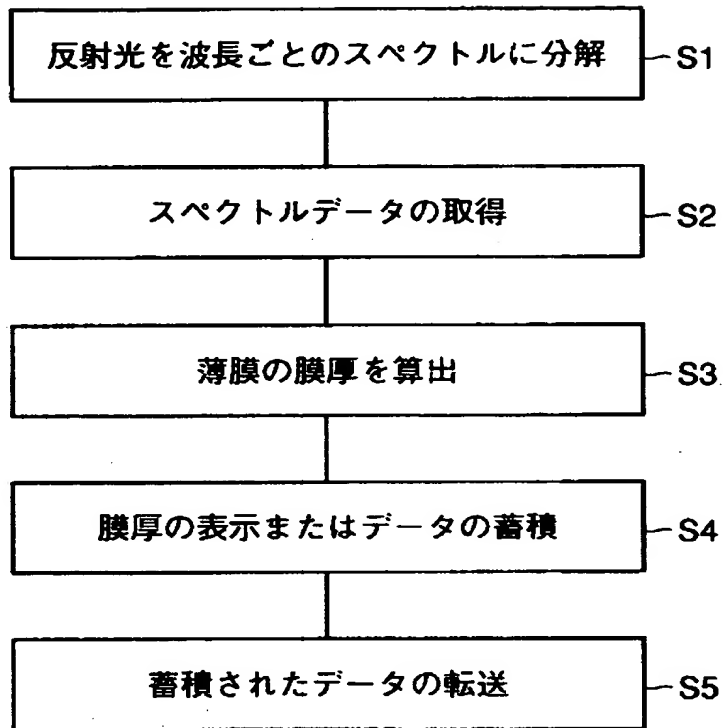 反射光を波長ごとのスペクトルに分解 S1
スペクトルデータの取得 S2
薄膜の膜厚を算出 S3
膜厚の表示またはデータの蓄積 S4
蓄積されたデータの転送 S5